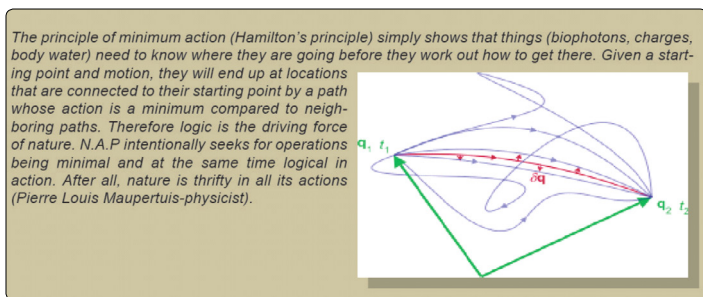 The principle of minimum action (Hamilton's principle) simply shows that things (biophotons, charges,
body water) need to know where they are going before they work out how to get there. Given a start-
ing point and motion, they will end up at locations
that are connected to their starting point by a path
whose action is a minimum compared to neigh-
boring paths. Therefore logic is the driving force
of nature. N.A.P intentionally seeks for operations
being minimal and at the same time logical in
action. After all, nature is thrifty in all its actions
(Pierre Louis Maupertuis-physicist).
q₁ t₁
δq
q₂ t₂